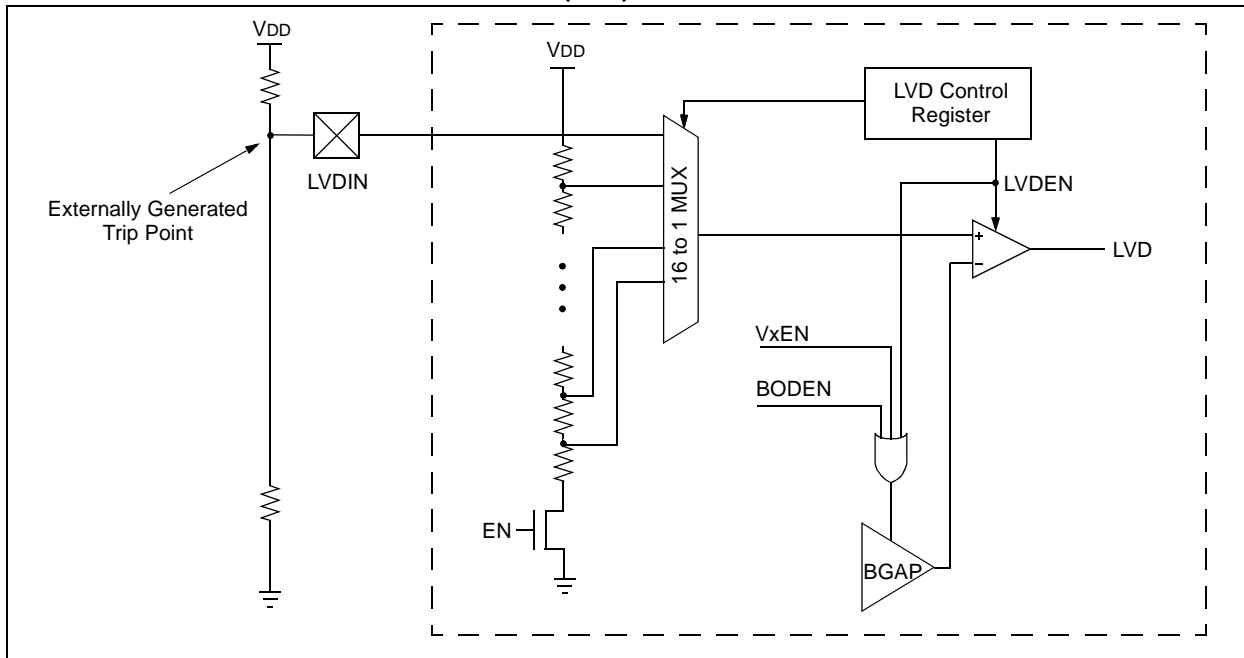 VDD
VDD
LVD Control
Register
LVDIN
16 to 1 MUX
LVDEN
Externally Generated
Trip Point
+
–
LVD
VxEN
BODEN
EN
BGAP